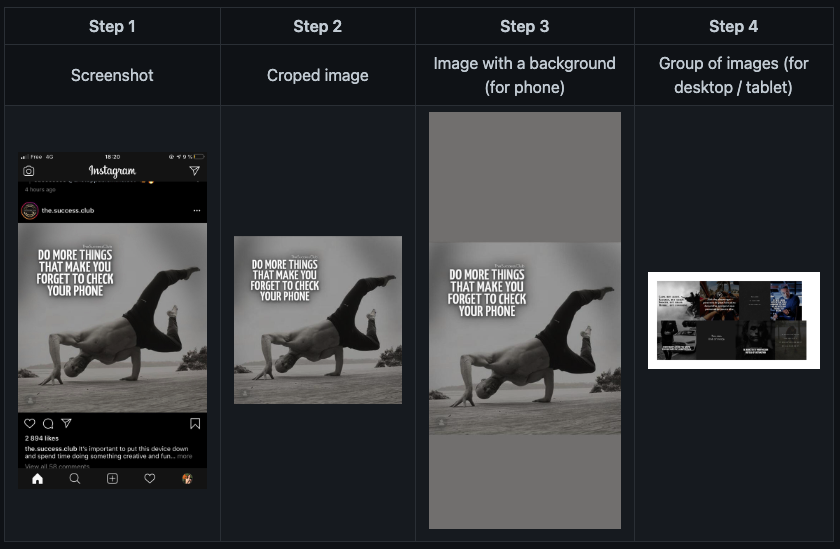 Step 1
Step 2
Step 3
Step 4
Screenshot
Croped image
Image with a background
(for phone)
Group of images (for
desktop / tablet)
Free 4G
18:20
9 %
Instagram
4 hours ago
the.success.club
DO MORE THINGS
THAT MAKE YOU
FORGET TO CHECK
YOUR PHONE
2 894 likes
the.success.club It's important to put this device down
and spend time doing something creative and fun... more
View all 58 comments
DO MORE THINGS
THAT MAKE YOU
FORGET TO CHECK
YOUR PHONE
DO MORE THINGS
THAT MAKE YOU
FORGET TO CHECK
YOUR PHONE